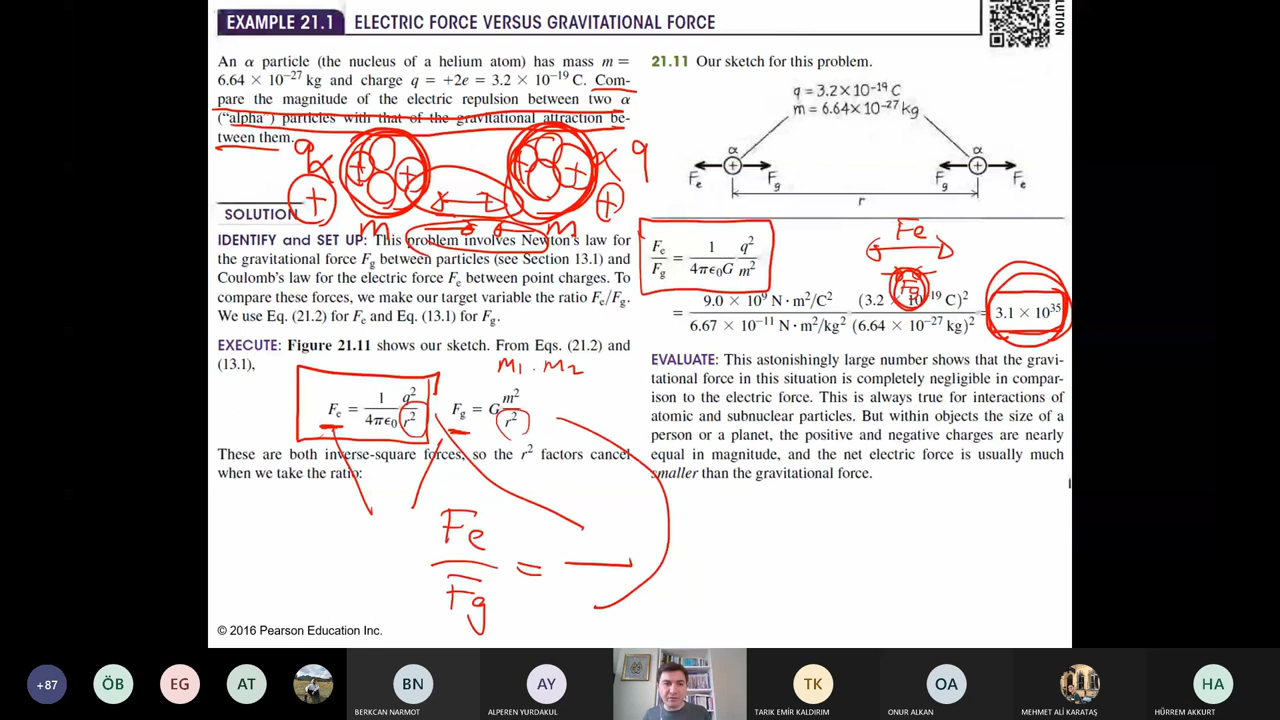 EXAMPLE 21.1 ELECTRIC FORCE VERSUS GRAVITATIONAL FORCE
An α particle (the nucleus of a helium atom) has mass m =
6.64 × 10⁻²⁷ kg and charge q = +2e = 3.2 × 10⁻¹⁹ C. Com-
pare the magnitude of the electric repulsion between two α
("alpha") particles with that of the gravitational attraction be-
tween them.
q α + + + α q
+ +
m m
SOLUTION
IDENTIFY and SET UP: This problem involves Newton's law for
the gravitational force Fg between particles (see Section 13.1) and
Coulomb's law for the electric force Fe between point charges. To
compare these forces, we make our target variable the ratio Fe/Fg.
We use Eq. (21.2) for Fe and Eq. (13.1) for Fg.
EXECUTE: Figure 21.11 shows our sketch. From Eqs. (21.2) and
(13.1),
m1 . m2
Fe = 1/4πϵ0 q²/r² Fg = G m²/r²
These are both inverse-square forces, so the r² factors cancel
when we take the ratio:
Fe/Fg =
© 2016 Pearson Education Inc.
UTION
21.11 Our sketch for this problem.
q = 3.2×10⁻¹⁹ C
m = 6.64×10⁻²⁷ kg
α α
+ +
Fe Fg Fg Fe
r
Fe
Fg
Fe/Fg = 1/4πϵ0G q²/m²
= 9.0 × 10⁹ N·m²/C² / 6.67 × 10⁻¹¹ N·m²/kg² (3.2 × 10⁻¹⁹ C)² / (6.64 × 10⁻²⁷ kg)² = 3.1 × 10³⁵
EVALUATE: This astonishingly large number shows that the gravi-
tational force in this situation is completely negligible in compar-
ison to the electric force. This is always true for interactions of
atomic and subnuclear particles. But within objects the size of a
person or a planet, the positive and negative charges are nearly
equal in magnitude, and the net electric force is usually much
smaller than the gravitational force.
+87 ÖB EG AT BN AY TK OA HA
BERKCAN NARMOT ALPEREN YURDAKUL TARIK EMİR KALDIRIM ONUR ALKAN MEHMET ALİ KARATAŞ HÜRREM AKKURT